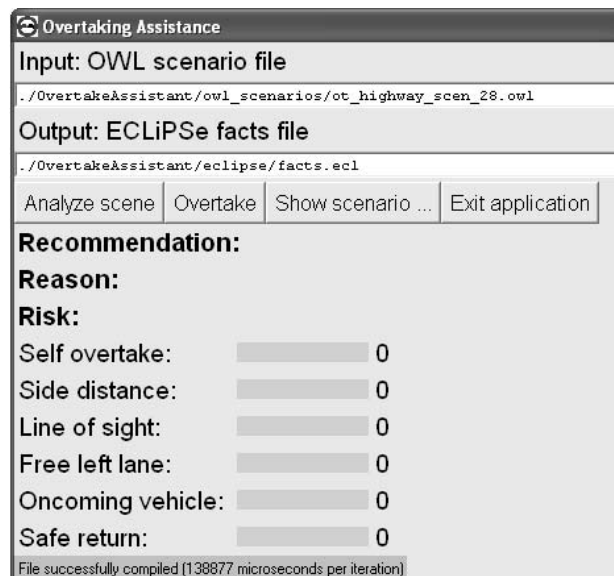 Overtaking Assistance
Input: OWL scenario file
./OvertakeAssistant/owl_scenarios/ot_highway_scen_28.owl
Output: ECLiPSe facts file
./OvertakeAssistant/eclipse/facts.ecl
Analyze scene Overtake Show scenario ... Exit application
Recommendation:
Reason:
Risk:
Self overtake: 0
Side distance: 0
Line of sight: 0
Free left lane: 0
Oncoming vehicle: 0
Safe return: 0
File successfully compiled (138877 microseconds per iteration)